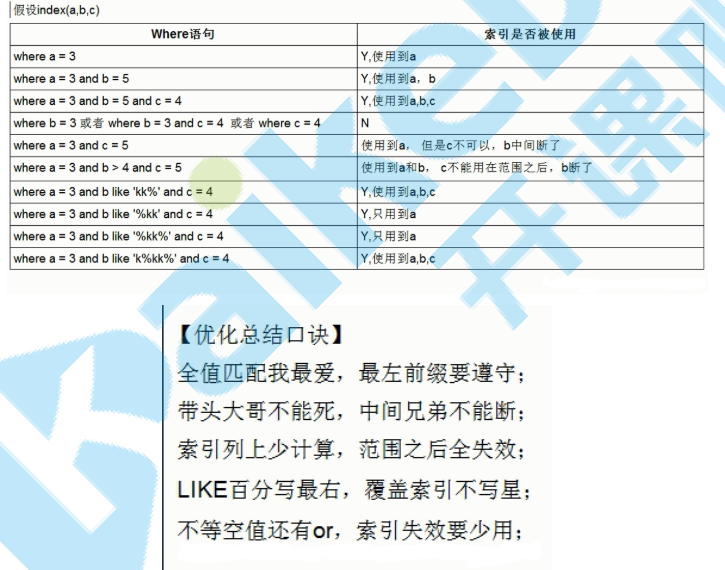 假设index(a,b,c)
Where语句 索引是否被使用
where a = 3 Y,使用到a
where a = 3 and b = 5 Y,使用到a，b
where a = 3 and b = 5 and c = 4 Y,使用到a,b,c
where b = 3 或者 where b = 3 and c = 4 或者 where c = 4 N
where a = 3 and c = 5 使用到a， 但是c不可以，b中间断了
where a = 3 and b > 4 and c = 5 使用到a和b， c不能用在范围之后，b断了
where a = 3 and b like 'kk%' and c = 4 Y,使用到a,b,c
where a = 3 and b like '%kk' and c = 4 Y,只用到a
where a = 3 and b like '%kk%' and c = 4 Y,只用到a
where a = 3 and b like 'k%kk%' and c = 4 Y,使用到a,b,c
【优化总结口诀】
全值匹配我最爱，最左前缀要遵守；
带头大哥不能死，中间兄弟不能断；
索引列上少计算，范围之后全失效；
LIKE百分写最右，覆盖索引不写星；
不等空值还有or，索引失效要少用；